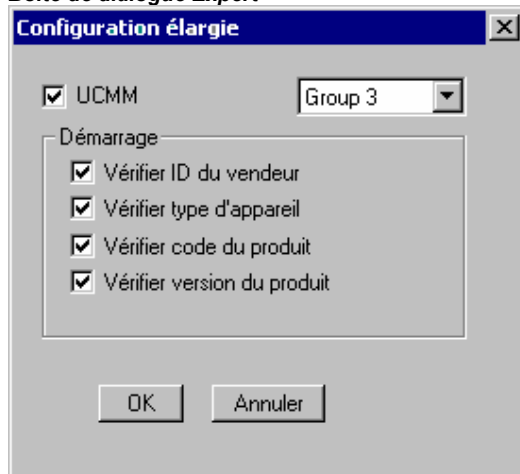 Boîte de dialogue Expert
Configuration élargie
UCMM
Group 3
Démarrage
Vérifier ID du vendeur
Vérifier type d'appareil
Vérifier code du produit
Vérifier version du produit
OK
Annuler